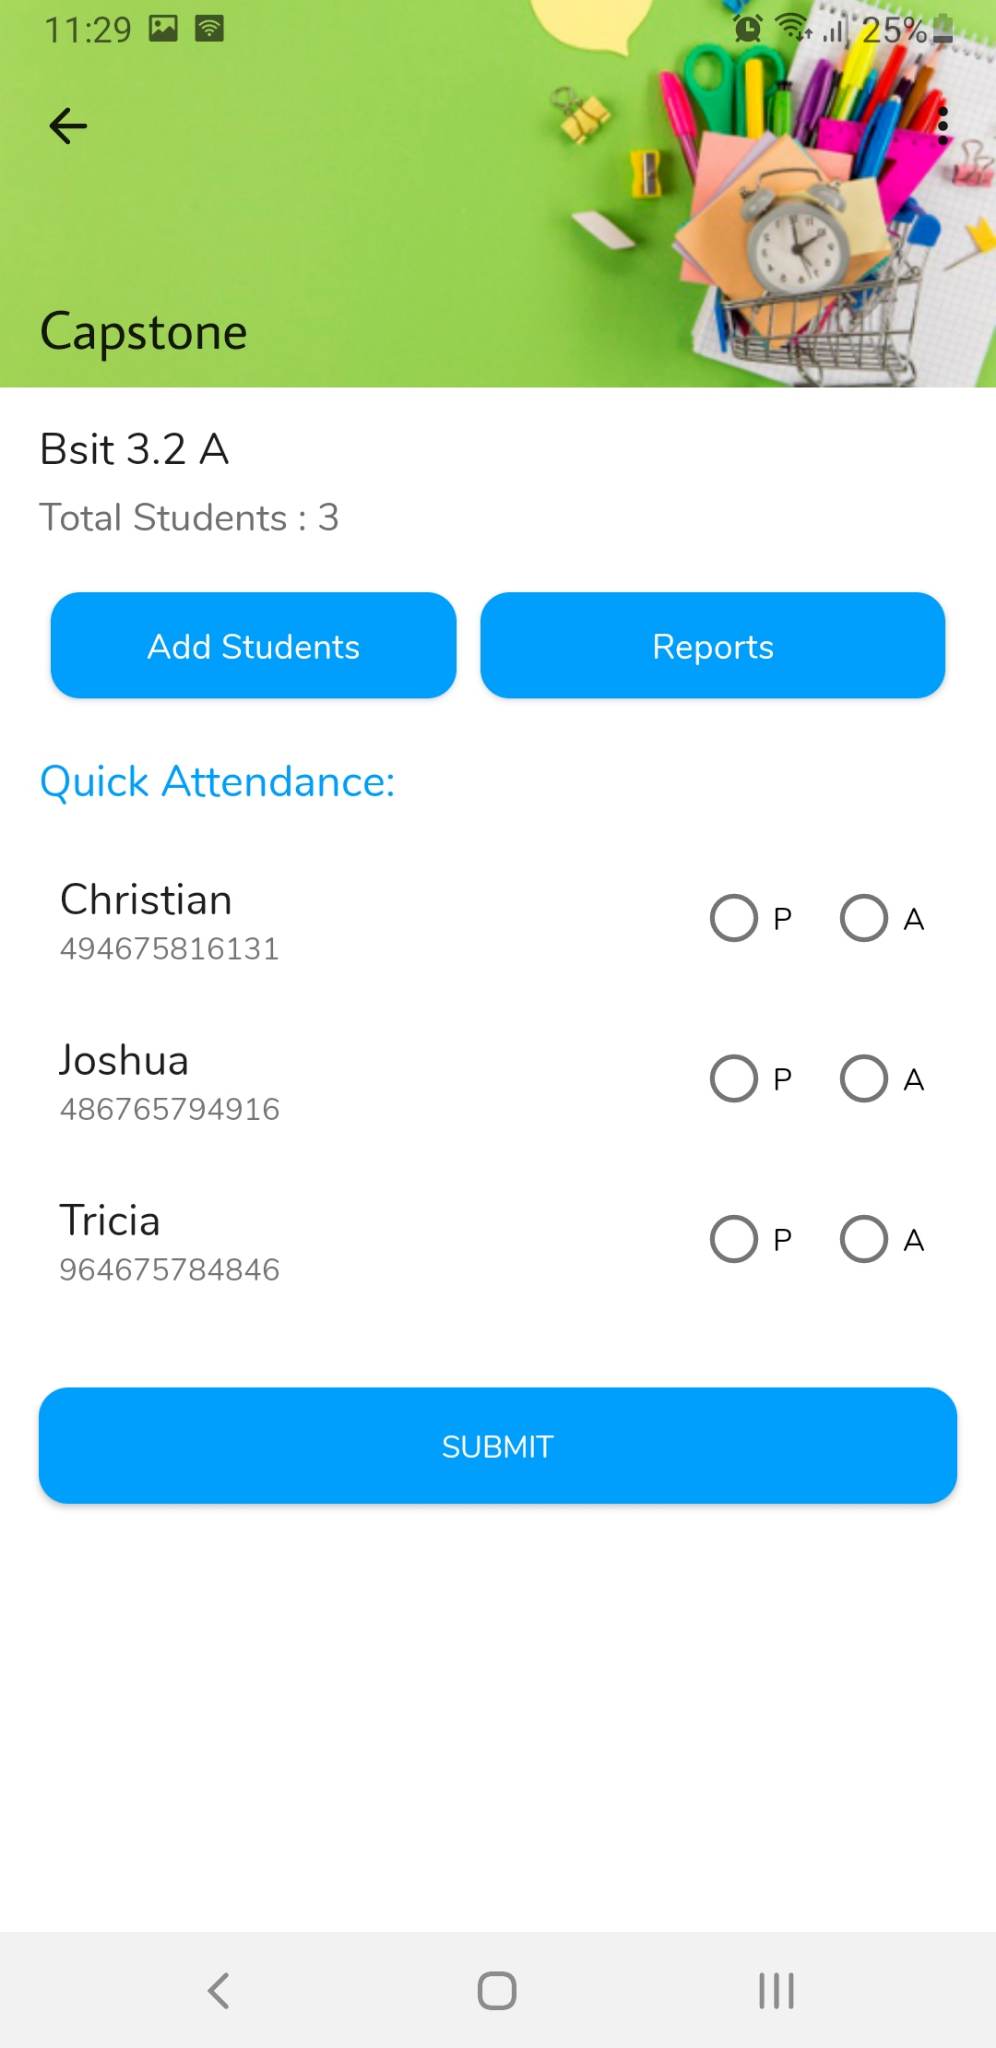 11:29 25%
Capstone
Bsit 3.2 A
Total Students : 3
Add Students Reports
Quick Attendance:
Christian
494675816131
P A
Joshua
486765794916
P A
Tricia
964675784846
P A
SUBMIT